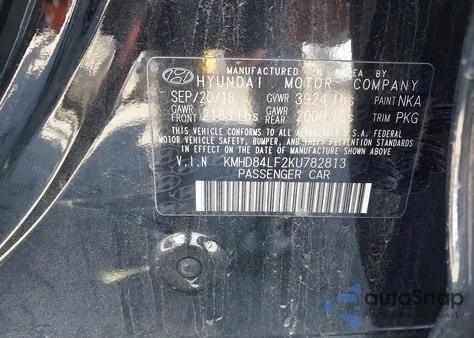 MANUFACTURED IN KOREA BY
HYUNDAI MOTOR COMPANY
SEP/20/18 GVWR 3924 lbs PAINT NKA
GAWR FRONT 2183 lbs GAWR REAR 2006 lbs TRIM PKG
THIS VEHICLE CONFORMS TO ALL APPLICABLE U.S. FEDERAL
MOTOR VEHICLE SAFETY, BUMPER, AND THEFT PREVENTION
STANDARDS IN EFFECT ON THE DATE OF MANUFACTURE SHOWN ABOVE.
V.I.N KMHD84LF2KU782813
PASSENGER CAR
autoSnap